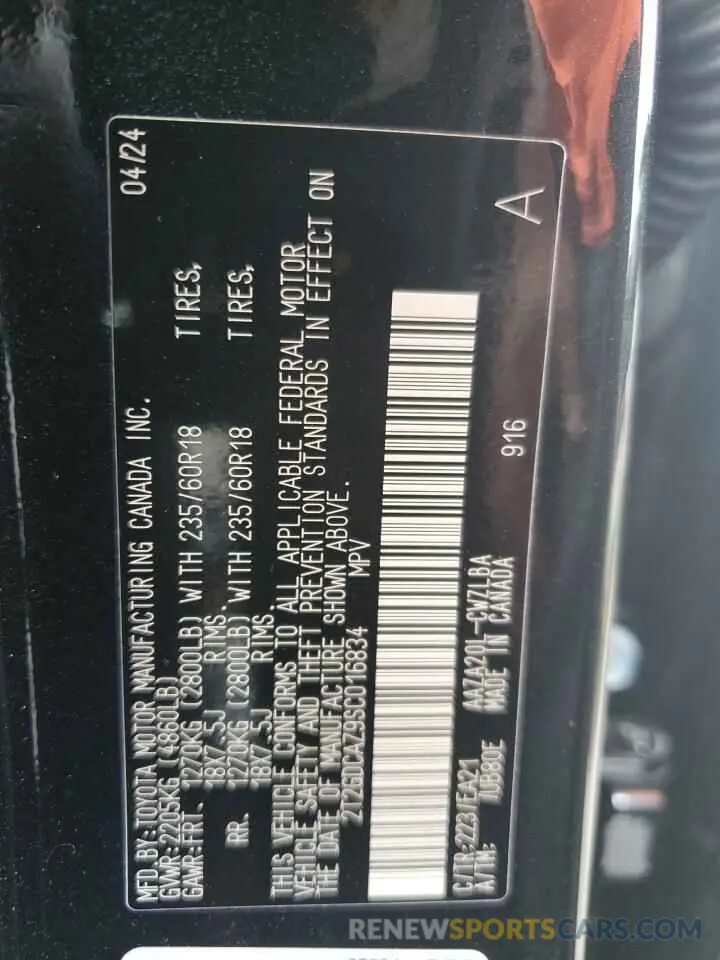 MFD.BY:TOYOTA MOTOR MANUFACTURING CANADA INC. 04/24
GVWR:2205KG (4860LB)
GAWR:FRT. 1270KG (2800LB) WITH 235/60R18 TIRES,
18X7.5J RIMS.
RR. 1270KG (2800LB) WITH 235/60R18 TIRES,
18X7.5J RIMS.
THIS VEHICLE CONFORMS TO ALL APPLICABLE FEDERAL MOTOR
VEHICLE SAFETY AND THEFT PREVENTION STANDARDS IN EFFECT ON
THE DATE OF MANUFACTURE SHOWN ABOVE.
2T2GDCAZ9SC016834 MPV
C/TR:223/EA21 AAZA20L-CWZLBA
A/TM: MADE IN CANADA 916 A
RENEWSPORTSCARS.COM